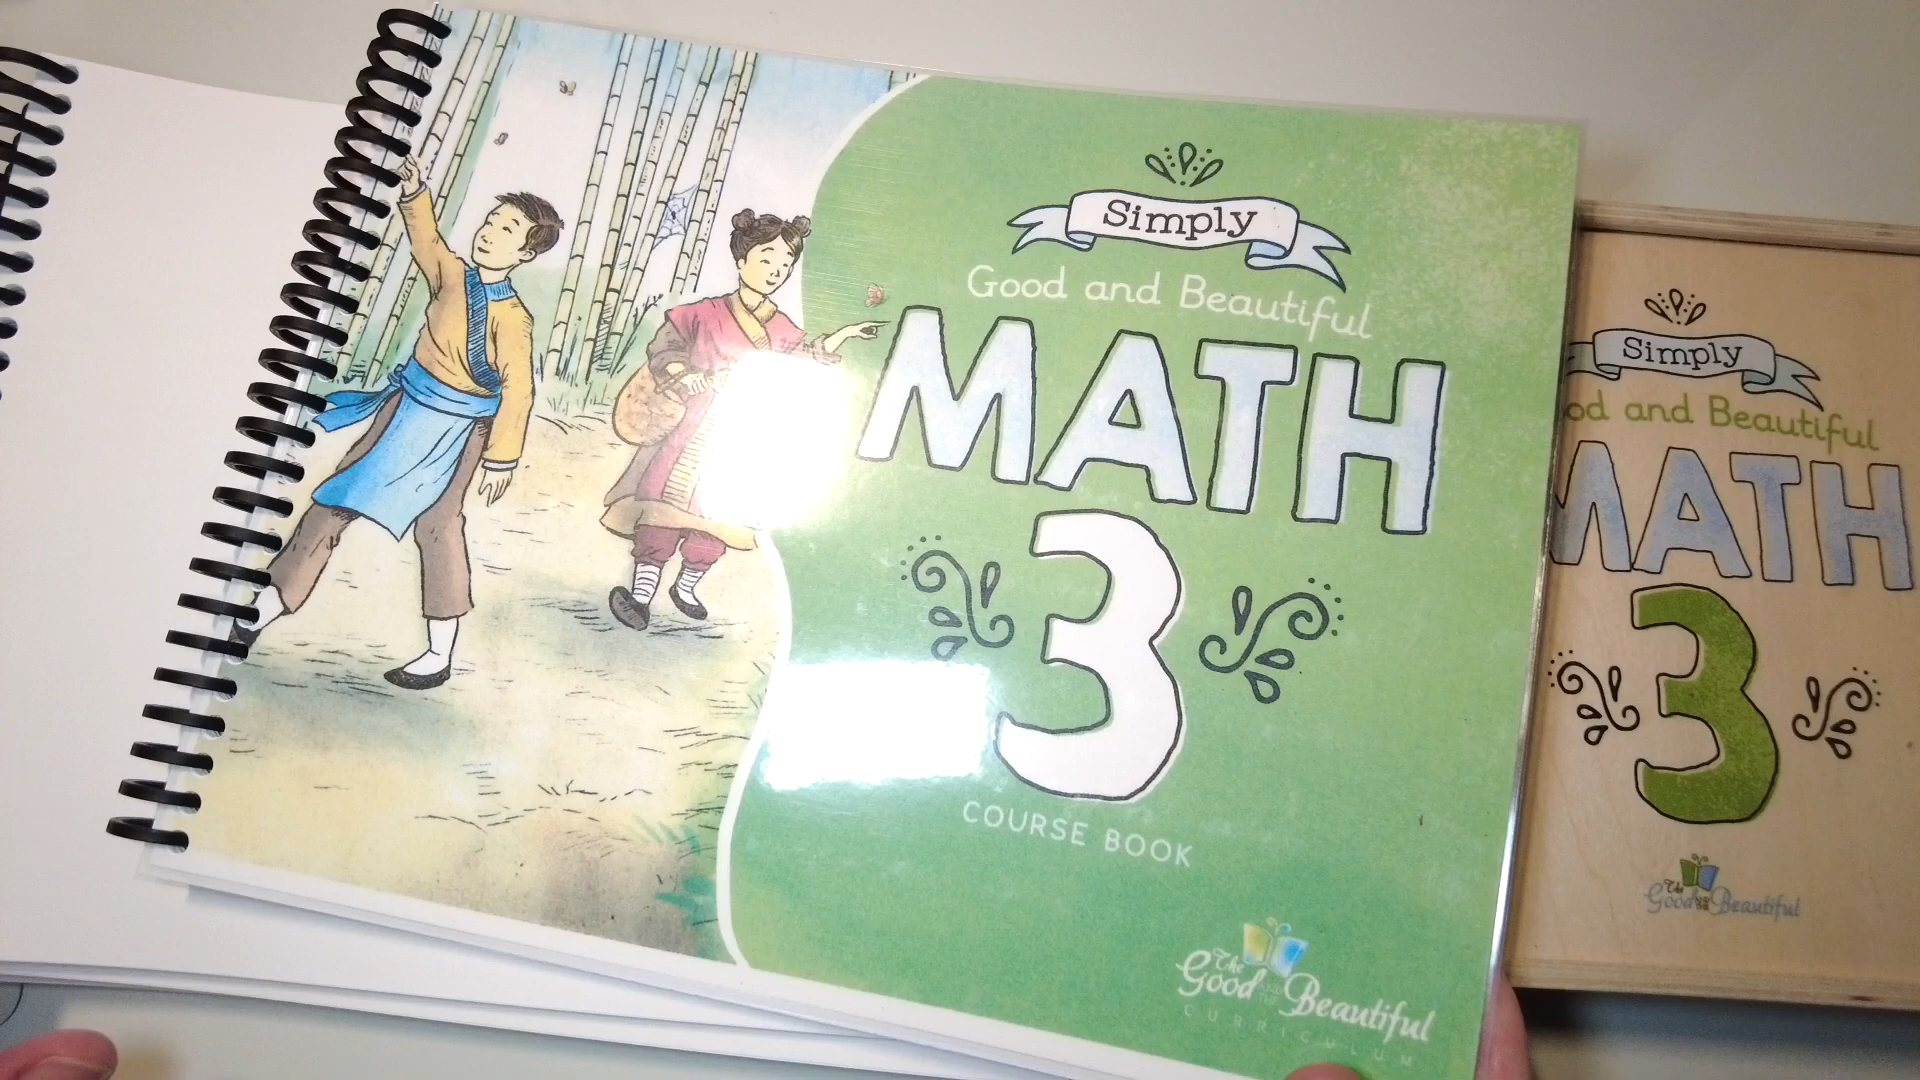 Simply
Good and Beautiful
MATH
3
COURSE BOOK
The
Good AND THE Beautiful
CURRICULUM
Simply
od and Beautiful
MATH
3
The
Good AND THE Beautiful